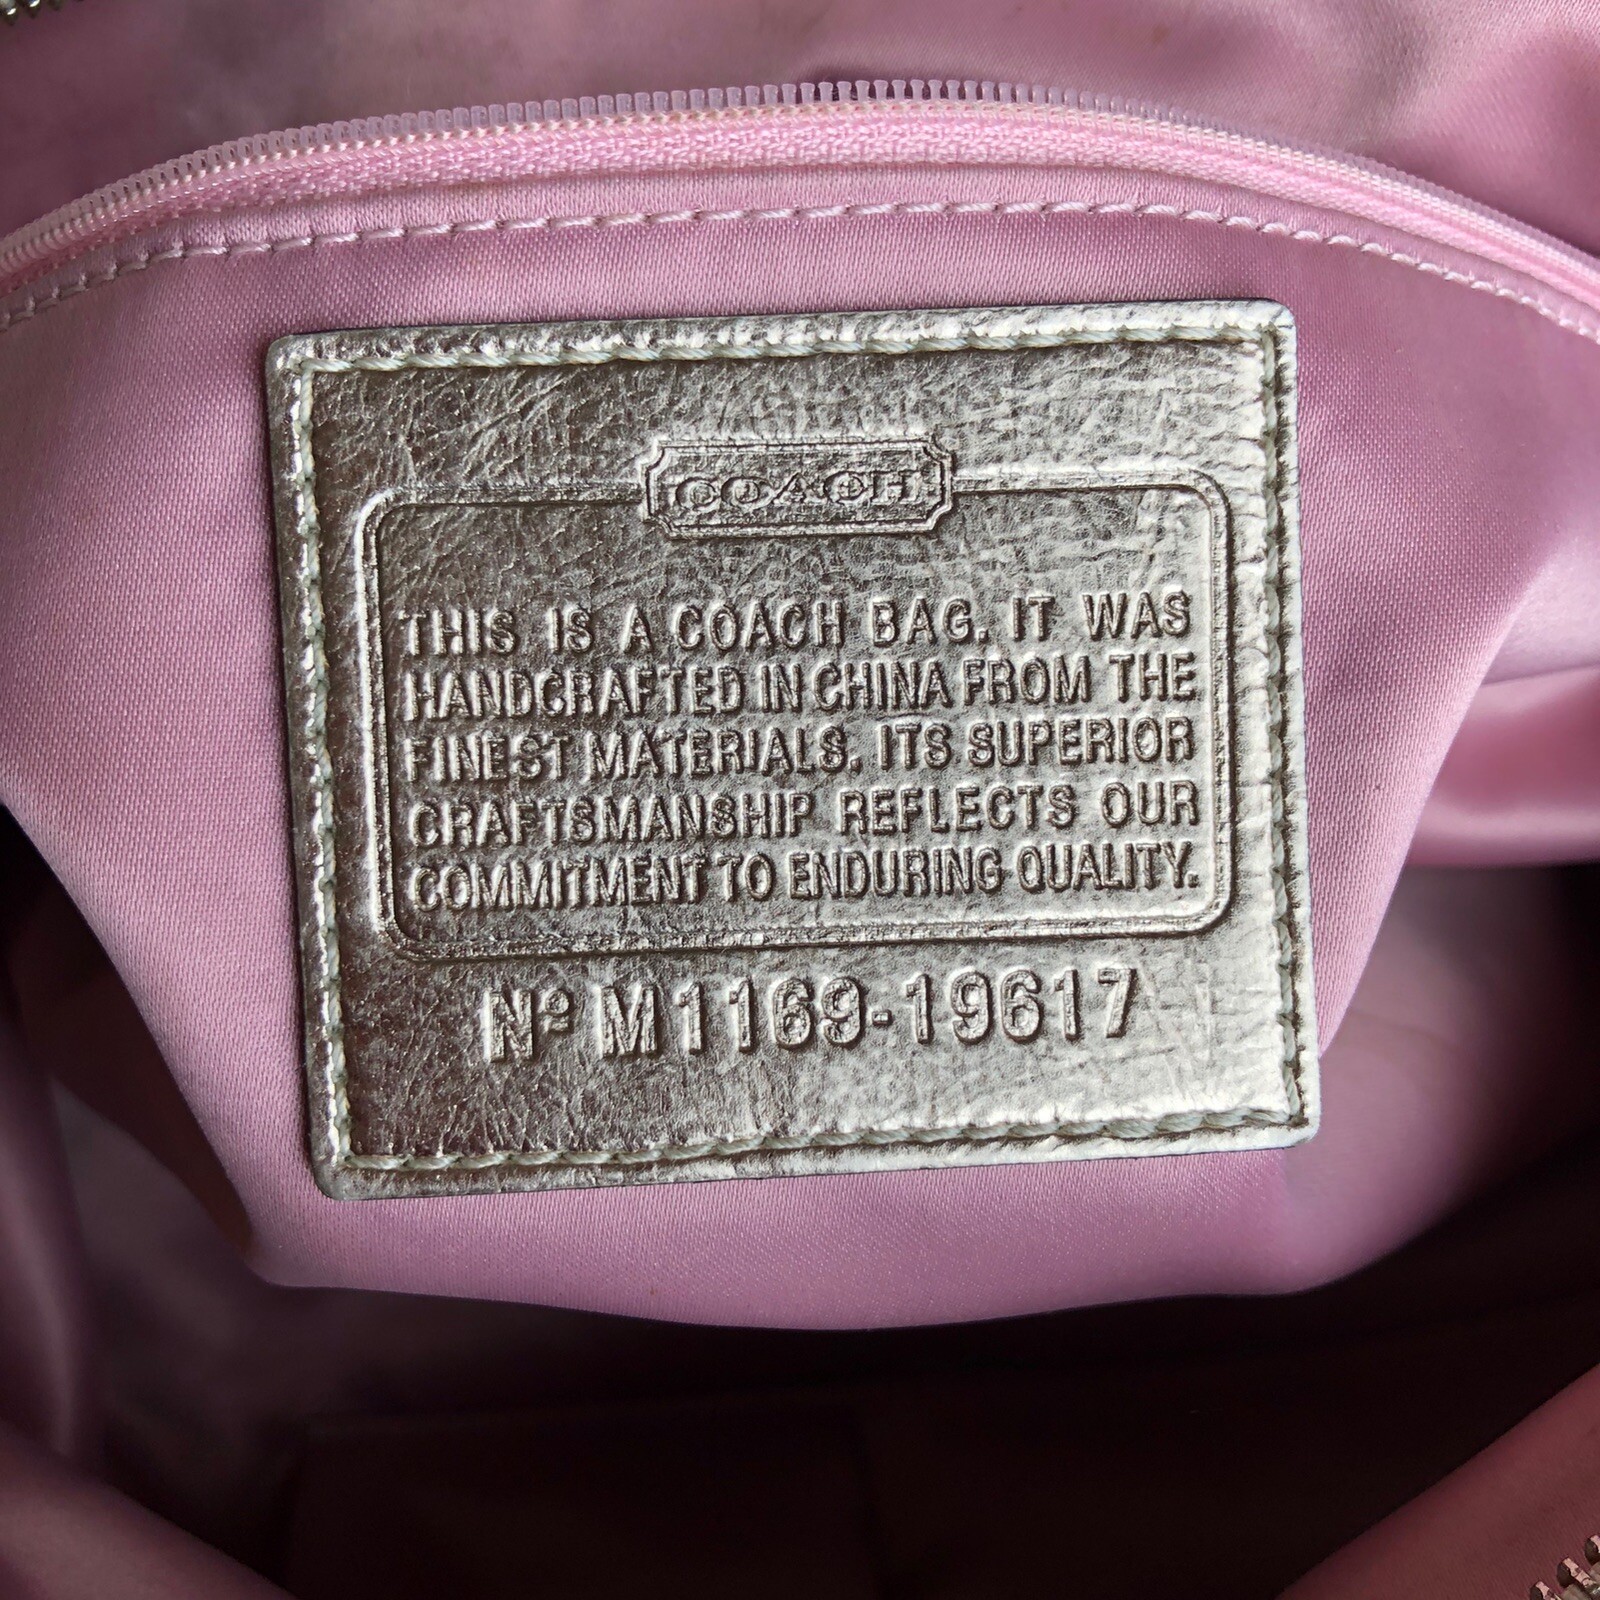 COACH
THIS IS A COACH BAG. IT WAS
HANDCRAFTED IN CHINA FROM THE
FINEST MATERIALS. ITS SUPERIOR
CRAFTSMANSHIP REFLECTS OUR
COMMITMENT TO ENDURING QUALITY.
Nº M1169-19617